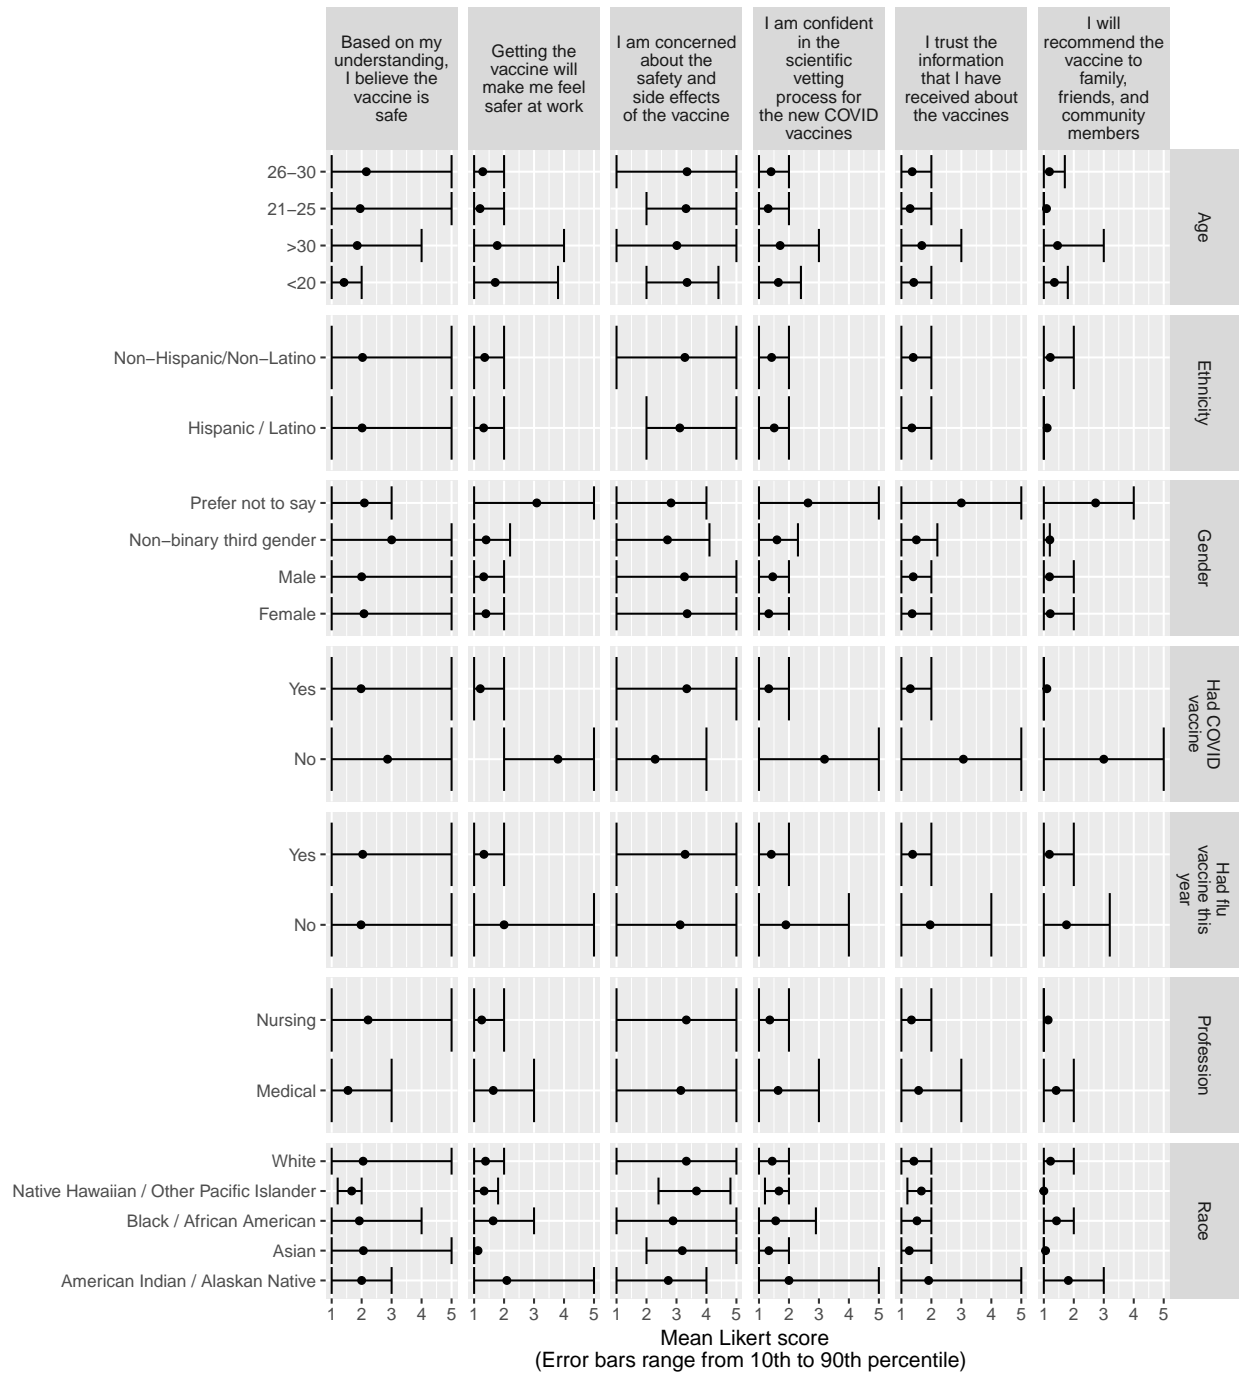 Based on my
understanding,
I believe the
vaccine is
safe
Getting the
vaccine will
make me feel
safer at work
I am concerned
about the
safety and
side effects
of the vaccine
I am confident
in the
scientific
vetting
process for
the new COVID
vaccines
I trust the
information
that I have
received about
the vaccines
I will
recommend the
vaccine to
family,
friends, and
community
members
26–30
21–25
>30
<20
Age
Non–Hispanic/Non–Latino
Hispanic / Latino
Ethnicity
Prefer not to say
Non–binary third gender
Male
Female
Gender
Yes
No
Had COVID
vaccine
Yes
No
Had flu
vaccine this
year
Nursing
Medical
Profession
White
Native Hawaiian / Other Pacific Islander
Black / African American
Asian
American Indian / Alaskan Native
Race
1 2 3 4 5 1 2 3 4 5 1 2 3 4 5 1 2 3 4 5 1 2 3 4 5 1 2 3 4 5
Mean Likert score
(Error bars range from 10th to 90th percentile)